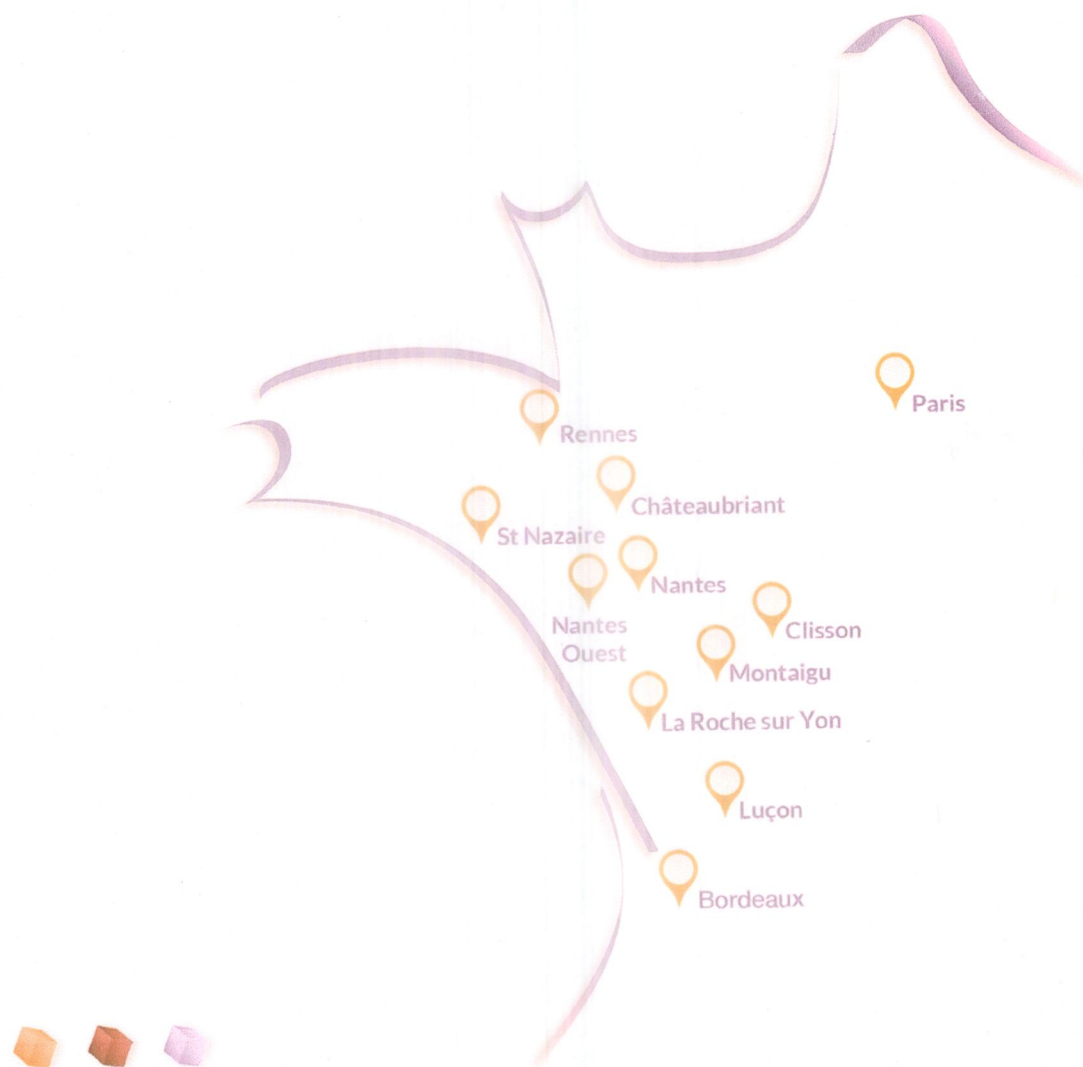 Paris
Rennes
Châteaubriant
St Nazaire
Nantes
Nantes
Ouest
Clisson
Montaigu
La Roche sur Yon
Luçon
Bordeaux